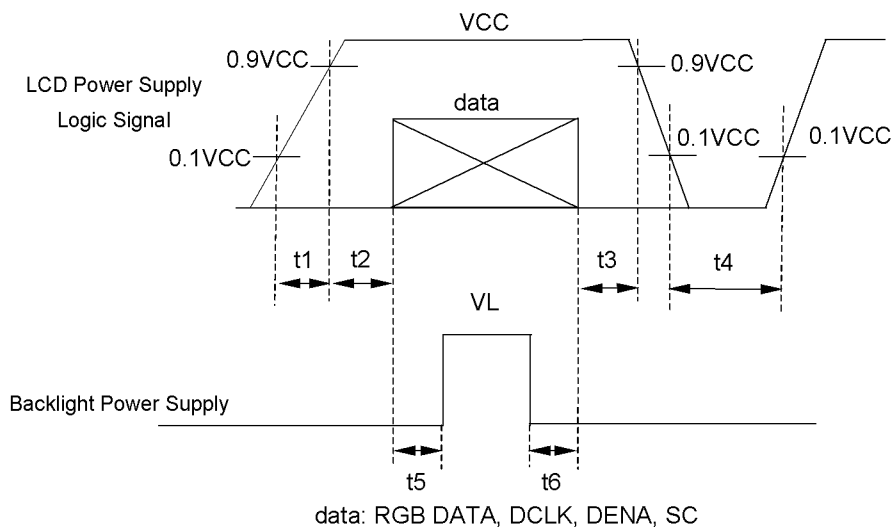 VCC
0.9VCC
0.9VCC
LCD Power Supply
Logic Signal
data
0.1VCC
0.1VCC
0.1VCC
t1
t2
t3
t4
VL
Backlight Power Supply
t5
t6
data: RGB DATA, DCLK, DENA, SC